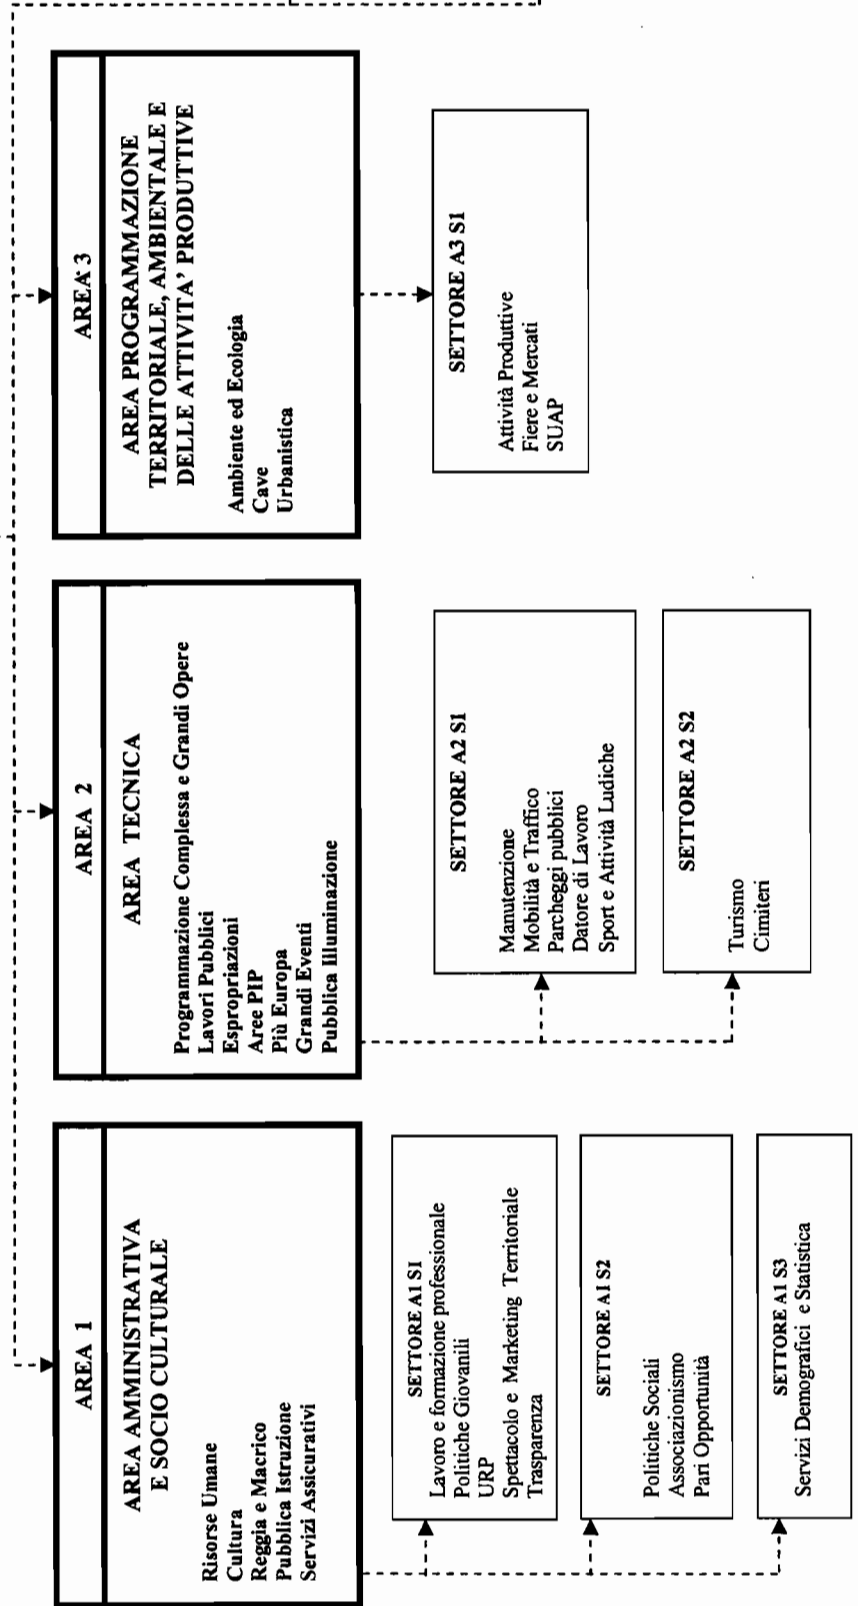 AREA 1
AREA AMMINISTRATIVA
E SOCIO CULTURALE
Risorse Umane
Cultura
Reggia e Macrico
Pubblica Istruzione
Servizi Assicurativi
SETTORE A1 S1
Lavoro e formazione professionale
Politiche Giovanili
URP
Spettacolo e Marketing Territoriale
Trasparenza
SETTORE A1 S2
Politiche Sociali
Associazionismo
Pari Opportunità
SETTORE A1 S3
Servizi Demografici e Statistica
AREA 2
AREA TECNICA
Programmazione Complessa e Grandi Opere
Lavori Pubblici
Espropriazioni
Aree PIP
Più Europa
Grandi Eventi
Pubblica Illuminazione
SETTORE A2 S1
Manutenzione
Mobilità e Traffico
Parcheggi pubblici
Datore di Lavoro
Sport e Attività Ludiche
SETTORE A2 S2
Turismo
Cimiteri
AREA 3
AREA PROGRAMMAZIONE
TERRITORIALE, AMBIENTALE E
DELLE ATTIVITA' PRODUTTIVE
Ambiente ed Ecologia
Cave
Urbanistica
SETTORE A3 S1
Attività Produttive
Fiere e Mercati
SUAP